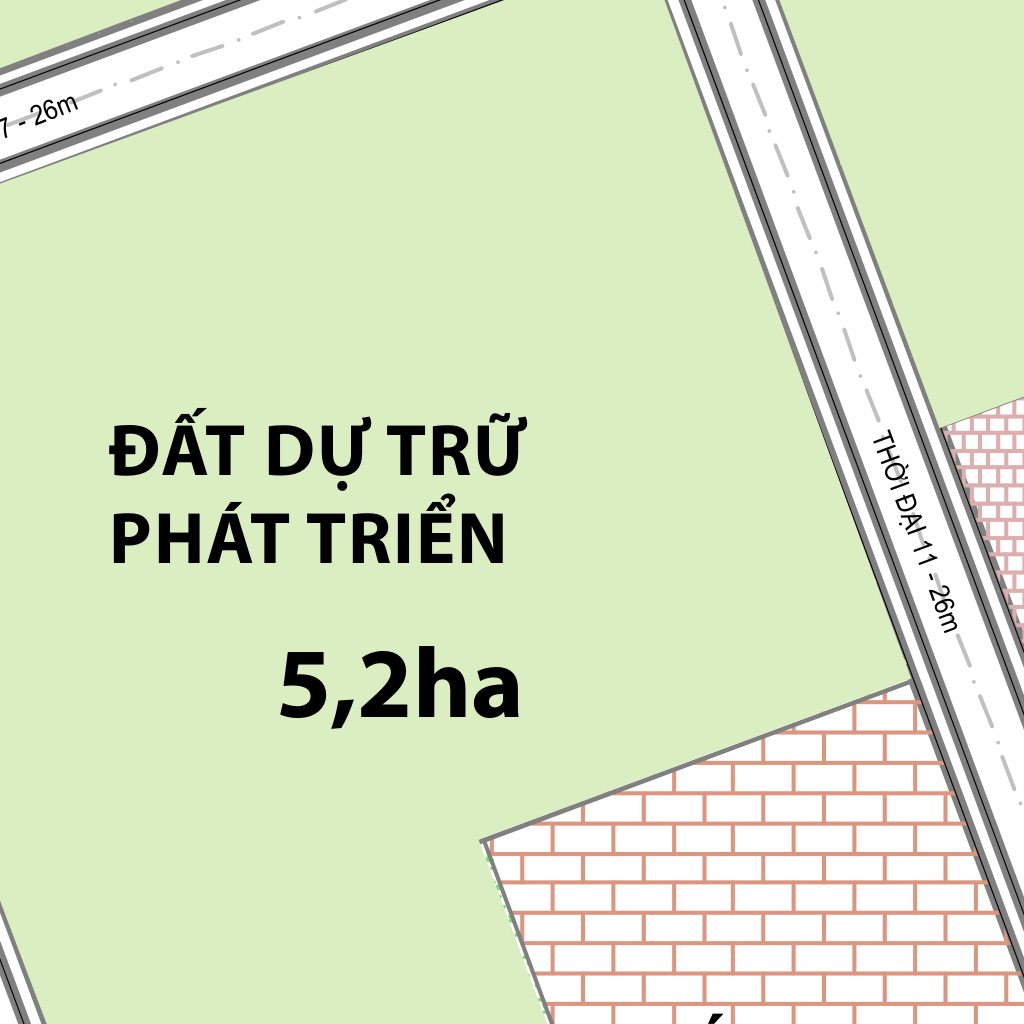 7 - 26m
ĐẤT DỰ TRỮ
PHÁT TRIỂN
5,2ha
THỜI ĐẠI 11 - 26m